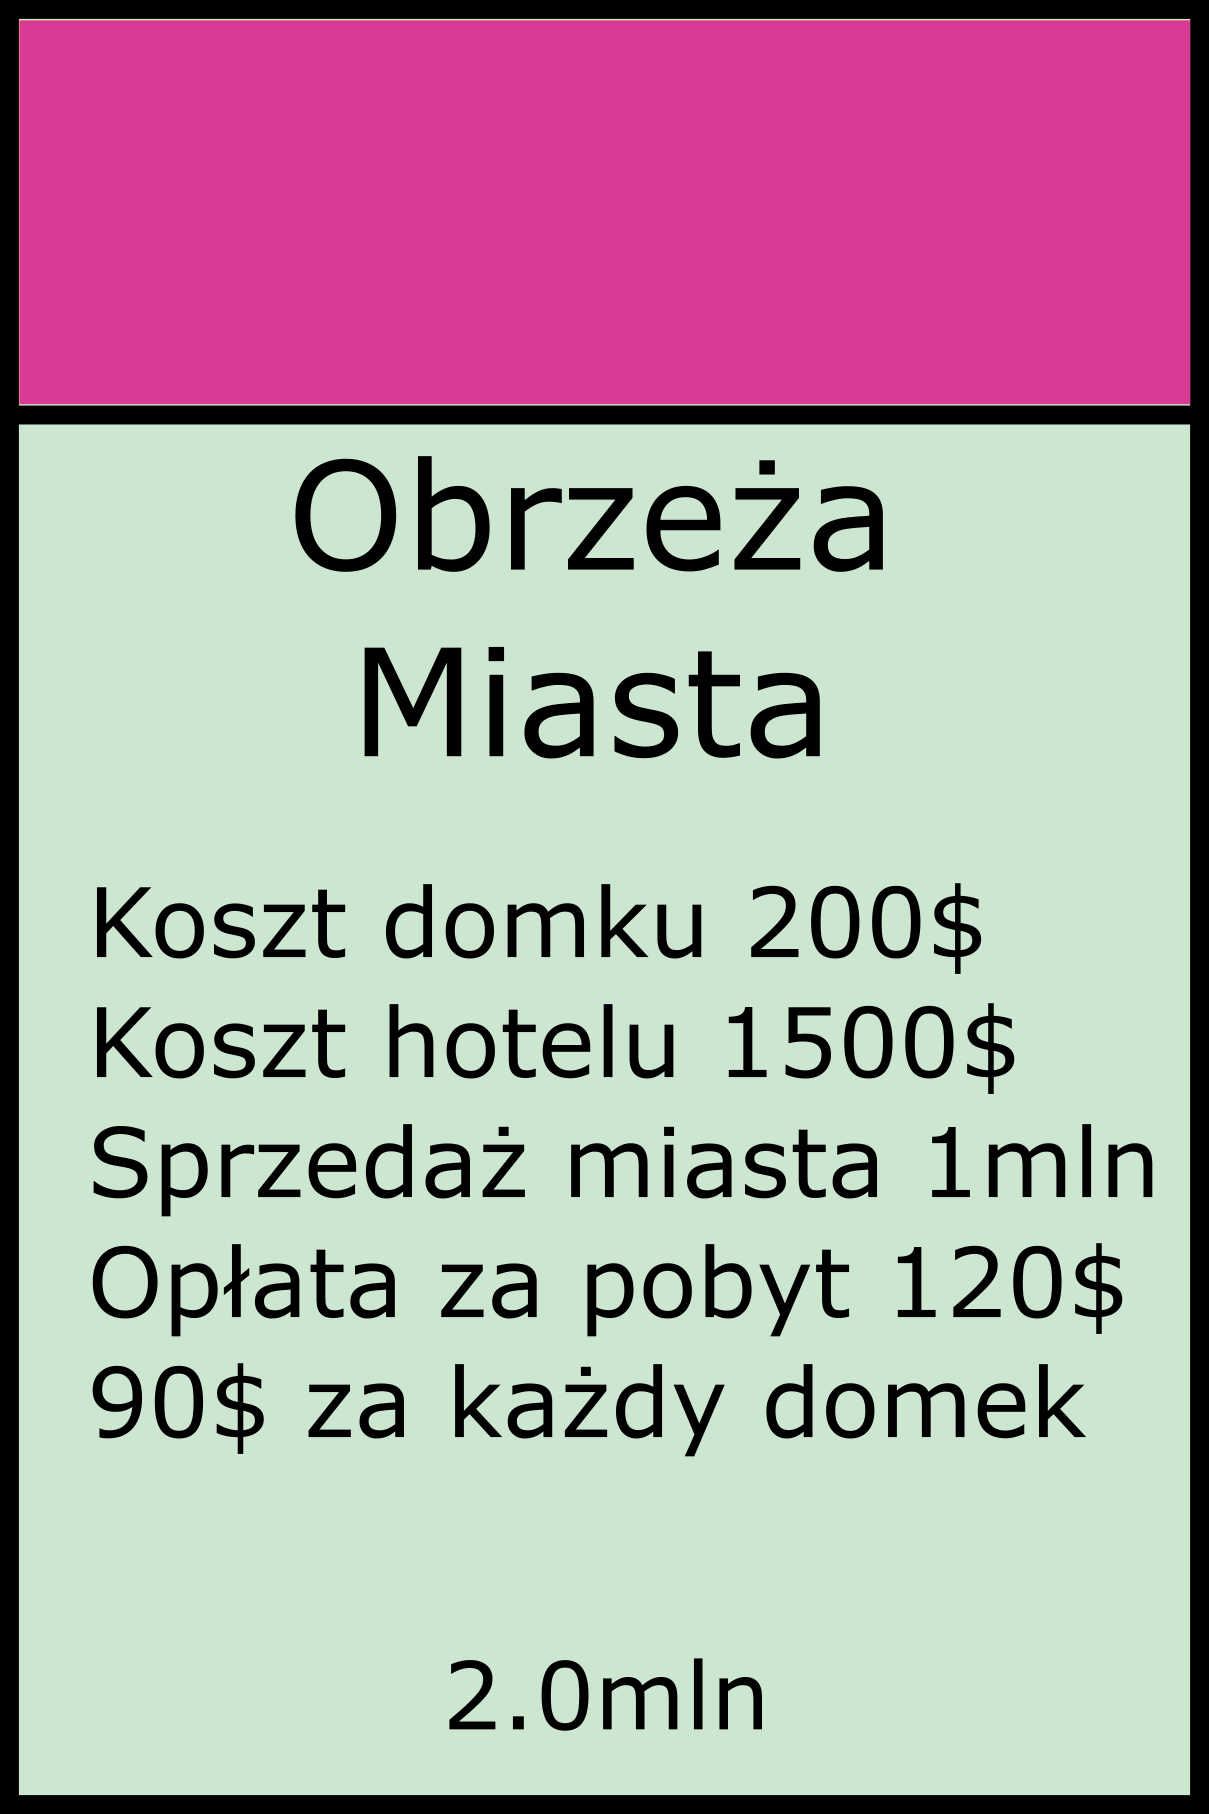 Obrzeża
Miasta
Koszt domku 200$
Koszt hotelu 1500$
Sprzedaż miasta 1mln
Opłata za pobyt 120$
90$ za każdy domek
2.0mln